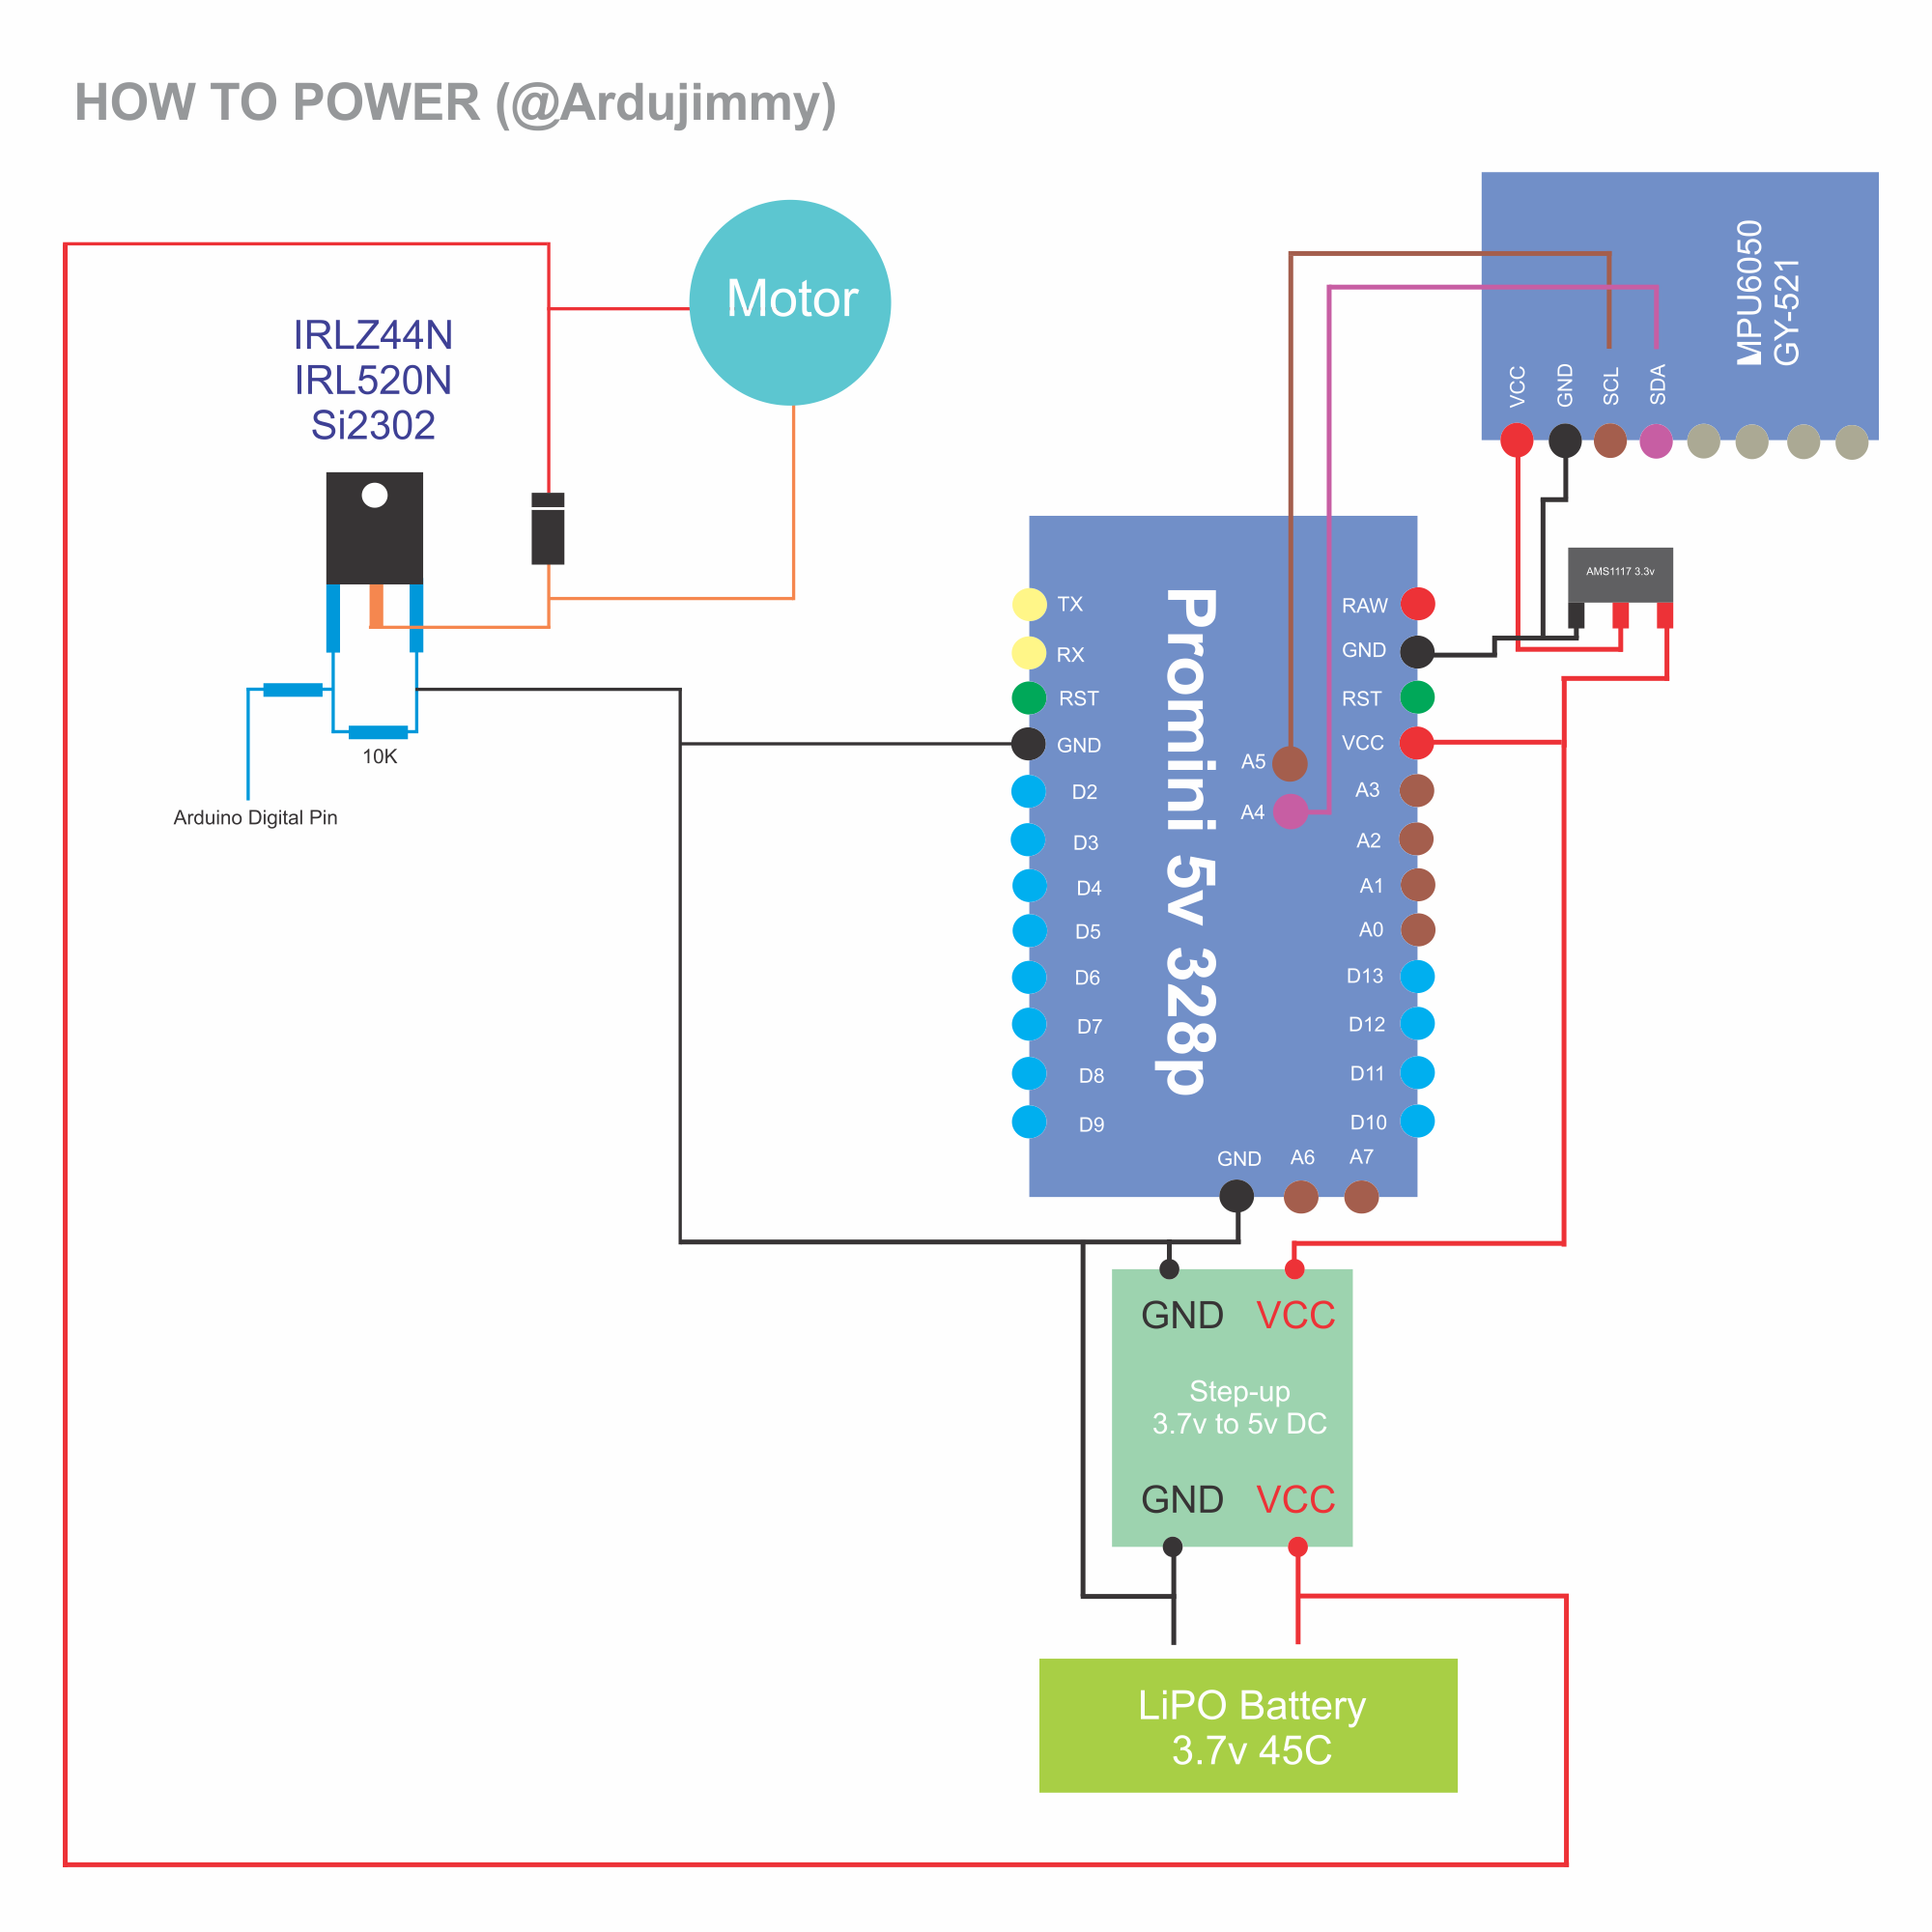 HOW TO POWER (@Ardujimmy)
Motor
IRLZ44N
IRL520N
Si2302
10K
Arduino Digital Pin
MPU6050
GY-521
VCC
GND
SCL
SDA
AMS1117 3.3v
Promini 5v 328p
TX
RX
RST
GND
D2
D3
D4
D5
D6
D7
D8
D9
A5
A4
RAW
GND
RST
VCC
A3
A2
A1
A0
D13
D12
D11
D10
GND
A6
A7
GND VCC
Step-up
3.7v to 5v DC
GND VCC
LiPO Battery
3.7v 45C